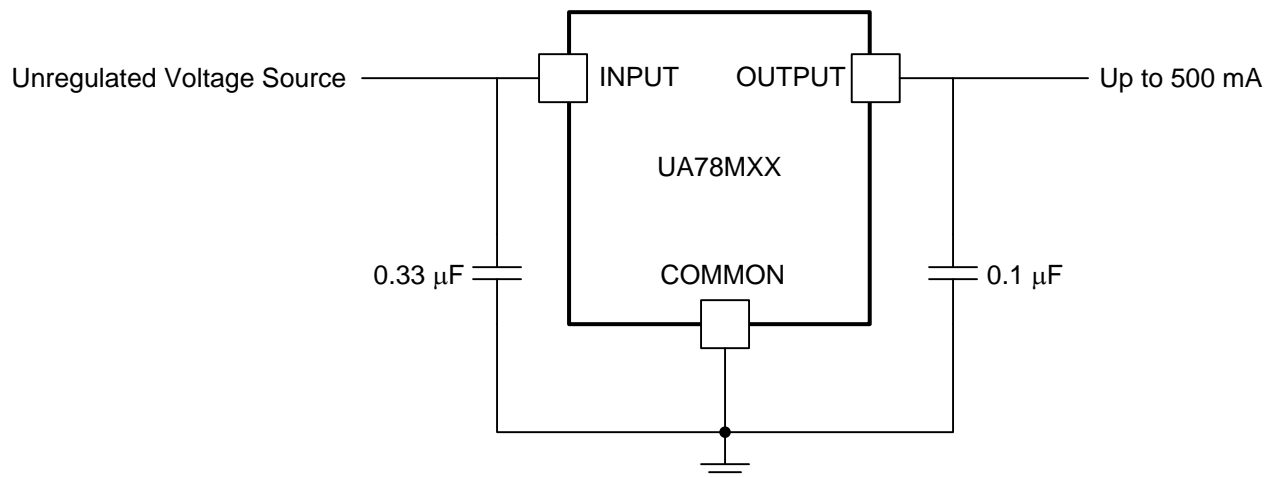 Unregulated Voltage Source
INPUT
OUTPUT
Up to 500 mA
UA78MXX
0.33 μF
COMMON
0.1 μF